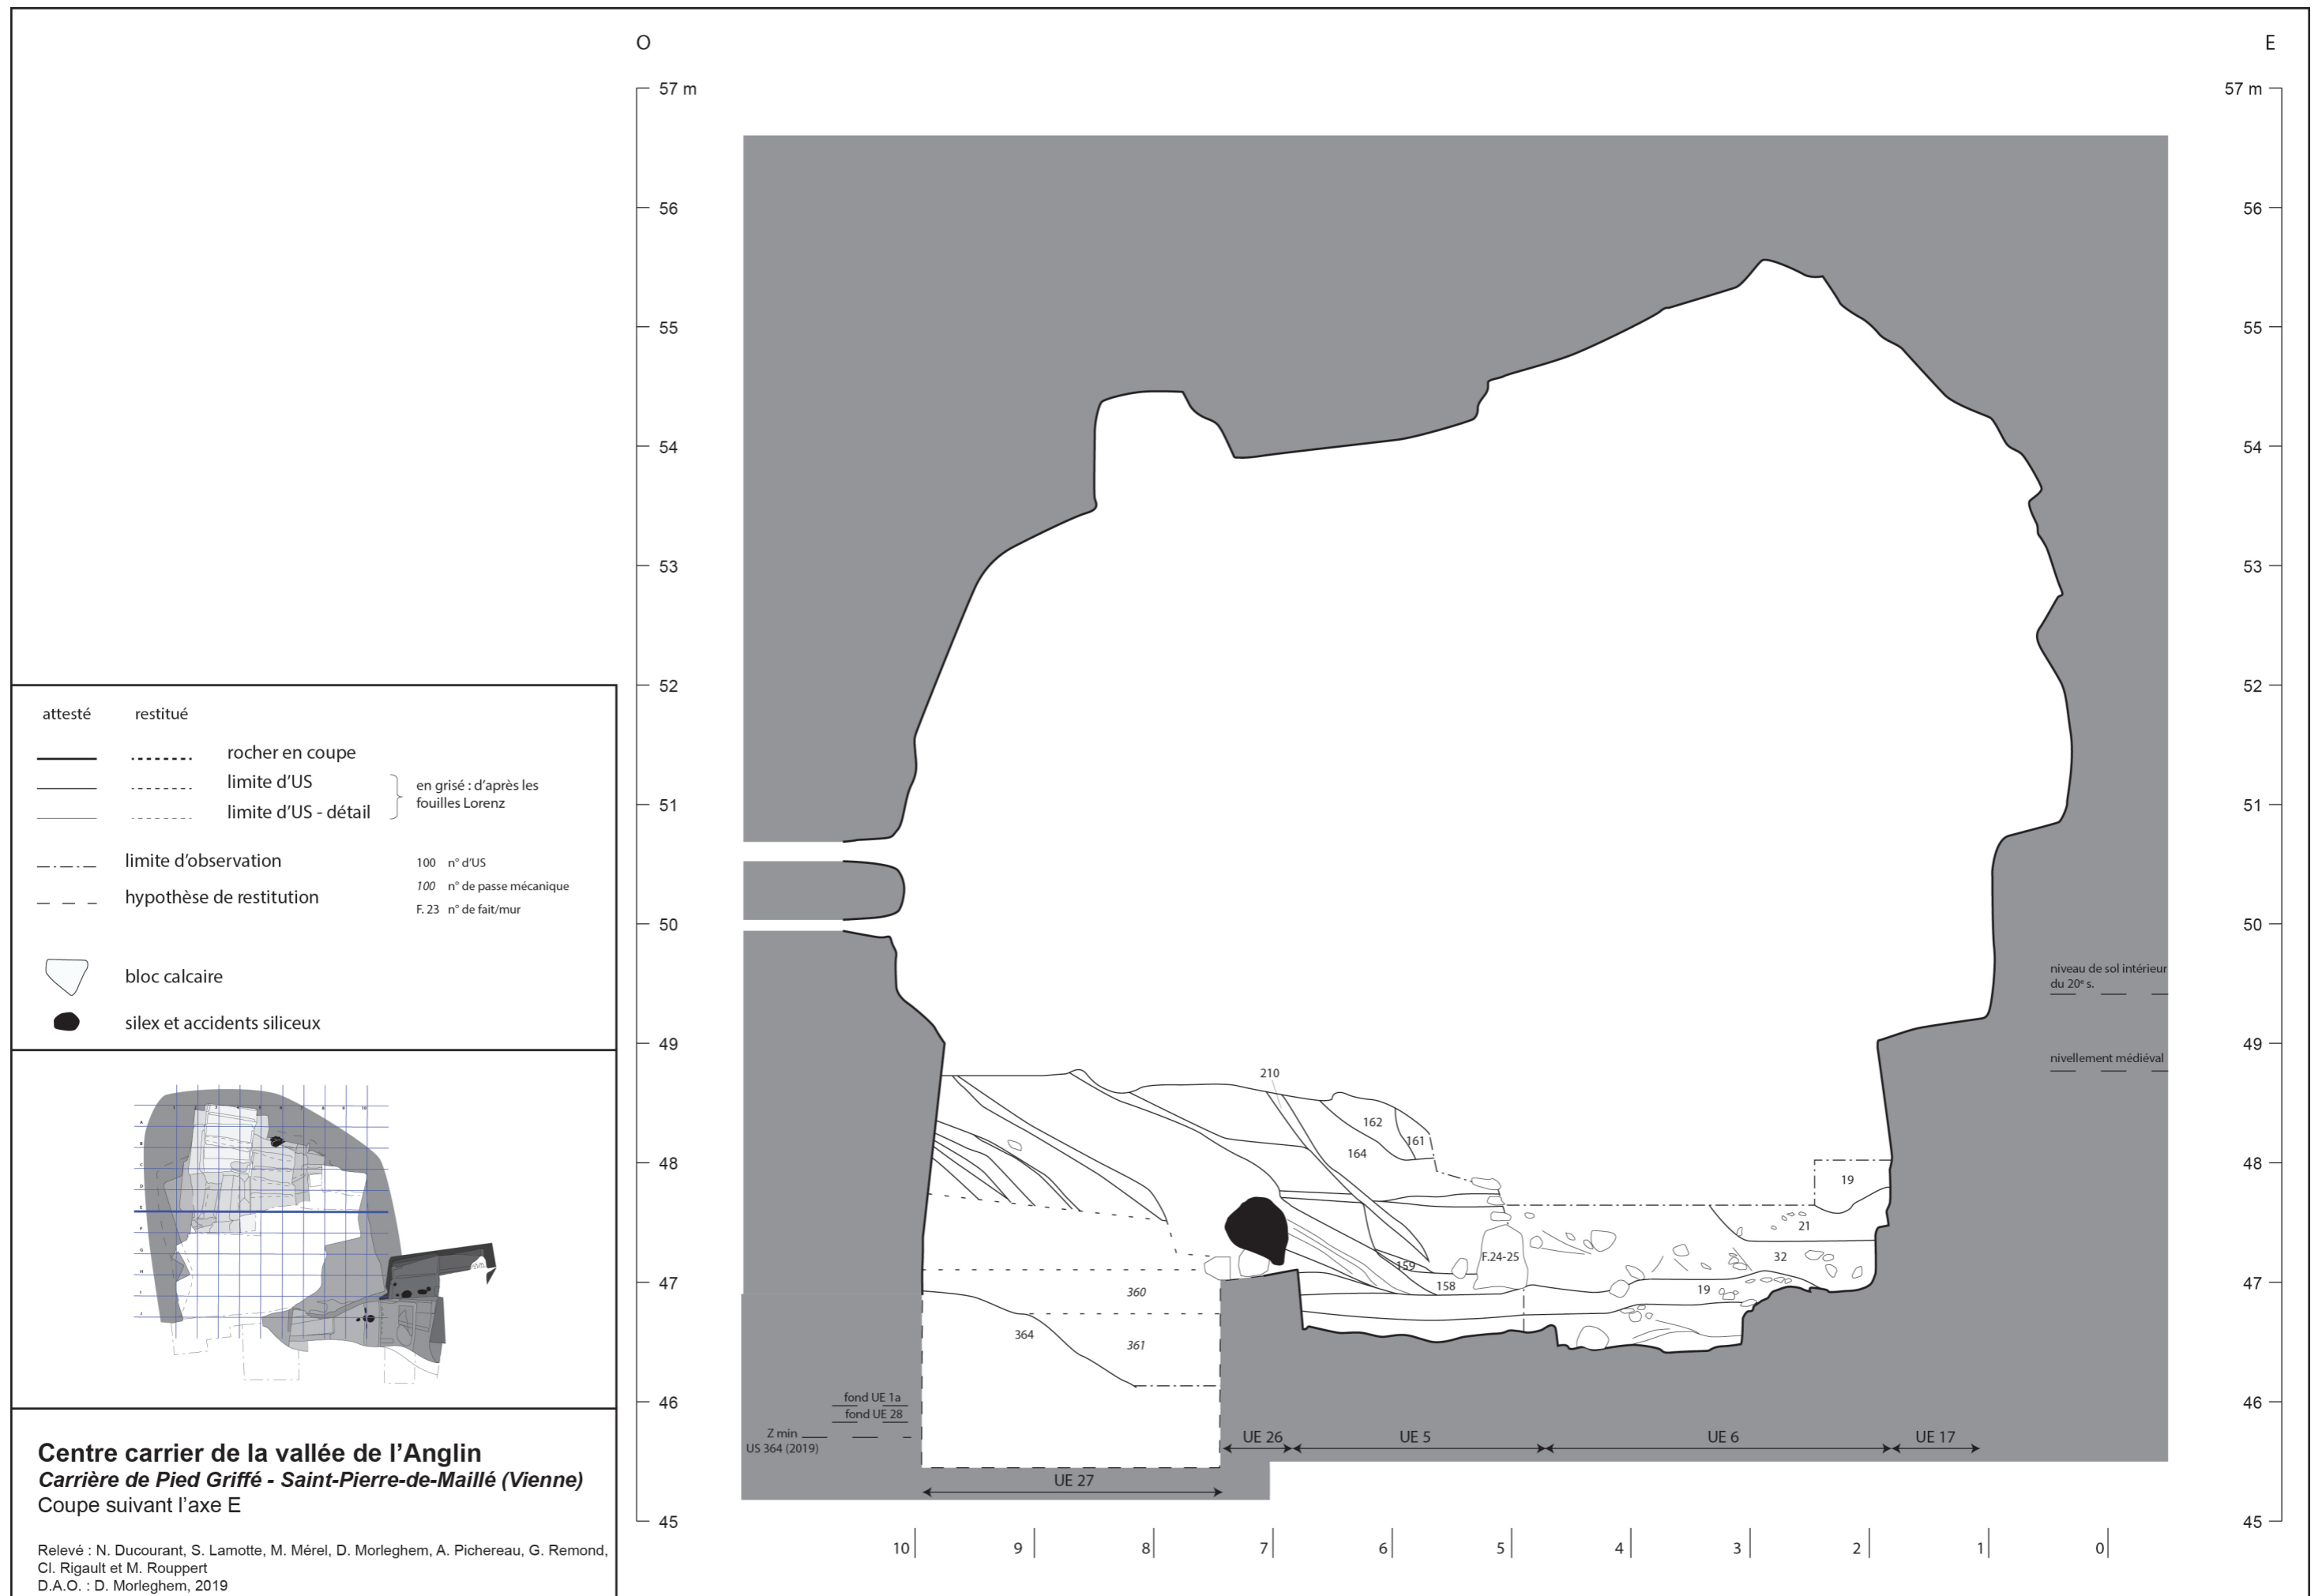 O
E
57 m
56
55
54
53
52
51
50
49
48
47
46
45
57 m
56
55
54
53
52
51
50
49
48
47
46
45
attesté restitué
rocher en coupe
limite d'US
limite d'US - détail
en grisé : d'après les
fouilles Lorenz
limite d'observation
hypothèse de restitution
100 n° d'US
100 n° de passe mécanique
F. 23 n° de fait/mur
bloc calcaire
silex et accidents siliceux
niveau de sol intérieur
du 20e s.
nivellement médiéval
210
162
161
164
19
21
32
F.24-25
159
158
19
360
364
361
fond UE 1a
fond UE 28
Z min
US 364 (2019)
UE 26
UE 5
UE 6
UE 17
UE 27
10 9 8 7 6 5 4 3 2 1 0
Centre carrier de la vallée de l'Anglin
Carrière de Pied Griffé - Saint-Pierre-de-Maillé (Vienne)
Coupe suivant l'axe E
Relevé : N. Ducourant, S. Lamotte, M. Mérel, D. Morleghem, A. Pichereau, G. Remond,
Cl. Rigault et M. Rouppert
D.A.O. : D. Morleghem, 2019